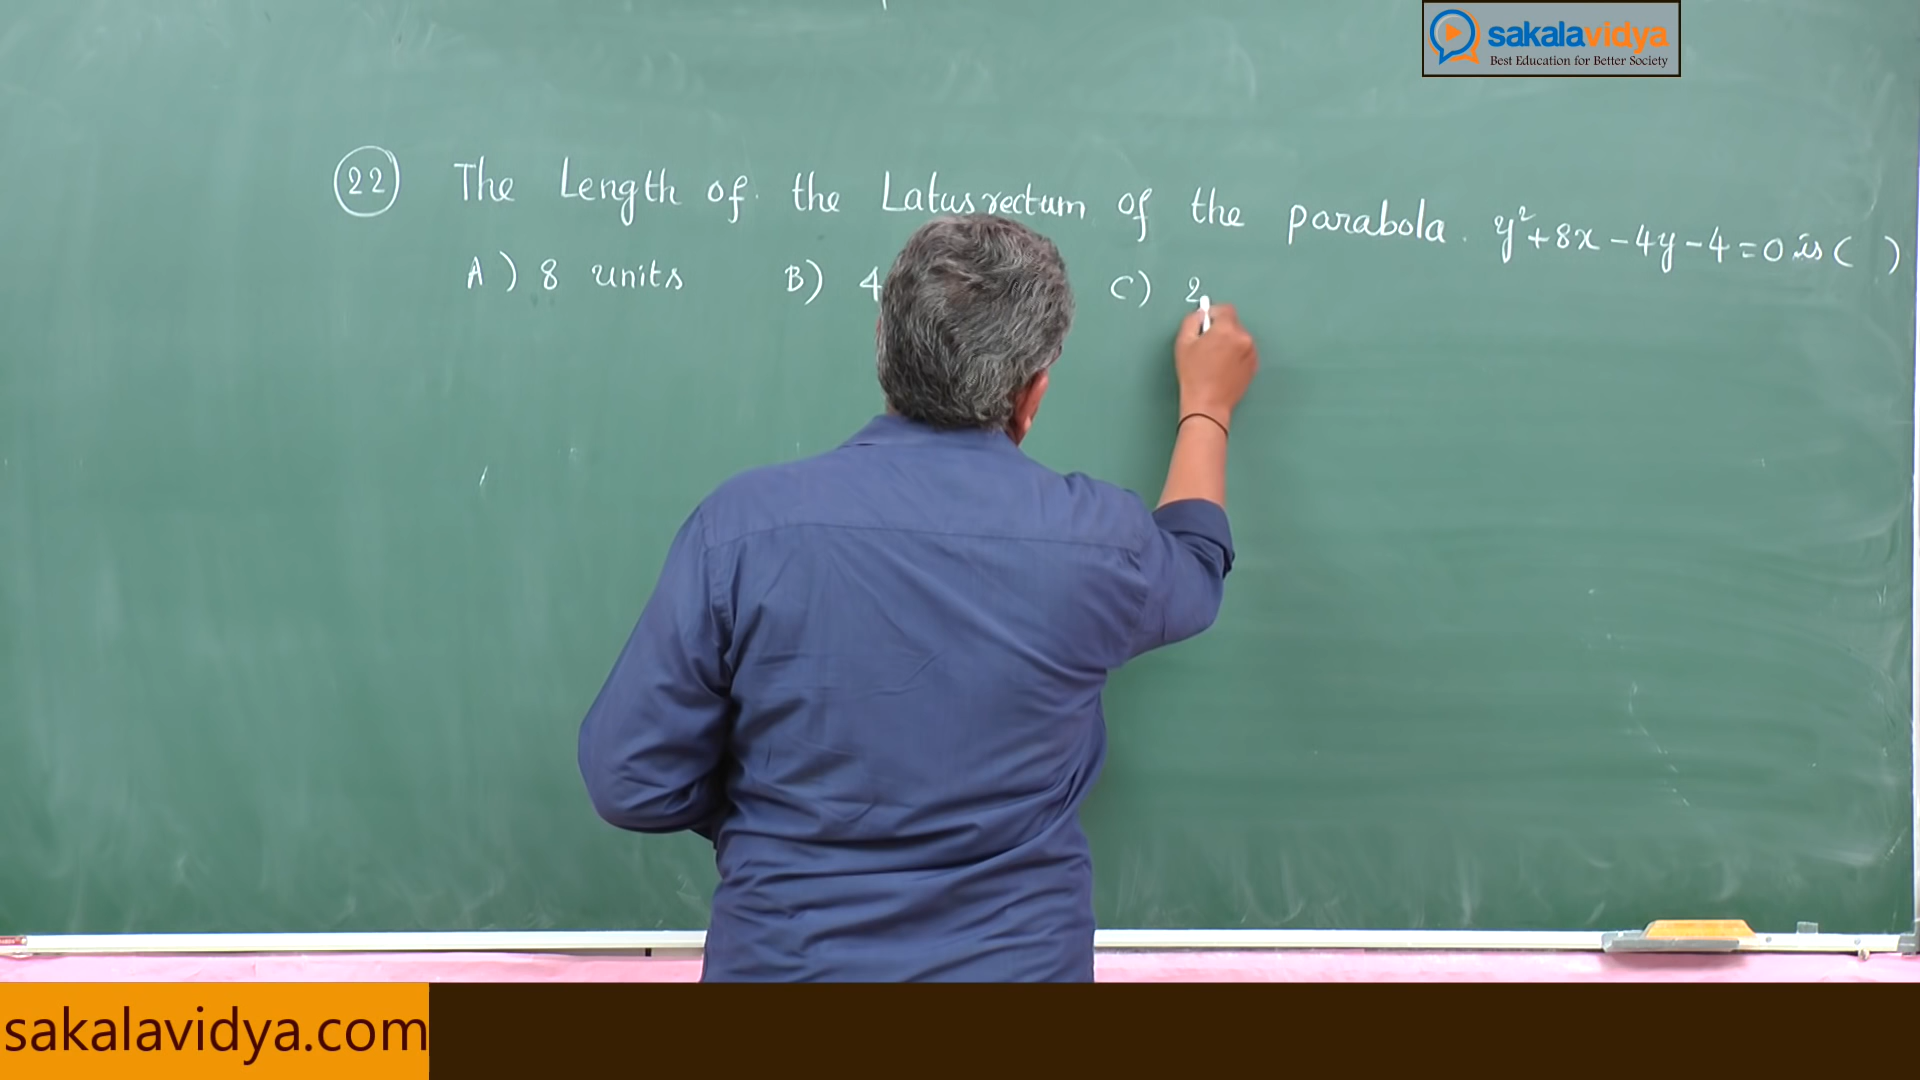 sakalavidya
Best Education for Better Society
22 The Length of the Latusrectum of the parabola. y²+8x-4y-4=0 is ( )
A) 8 units B) 4 C) 2
sakalavidya.com